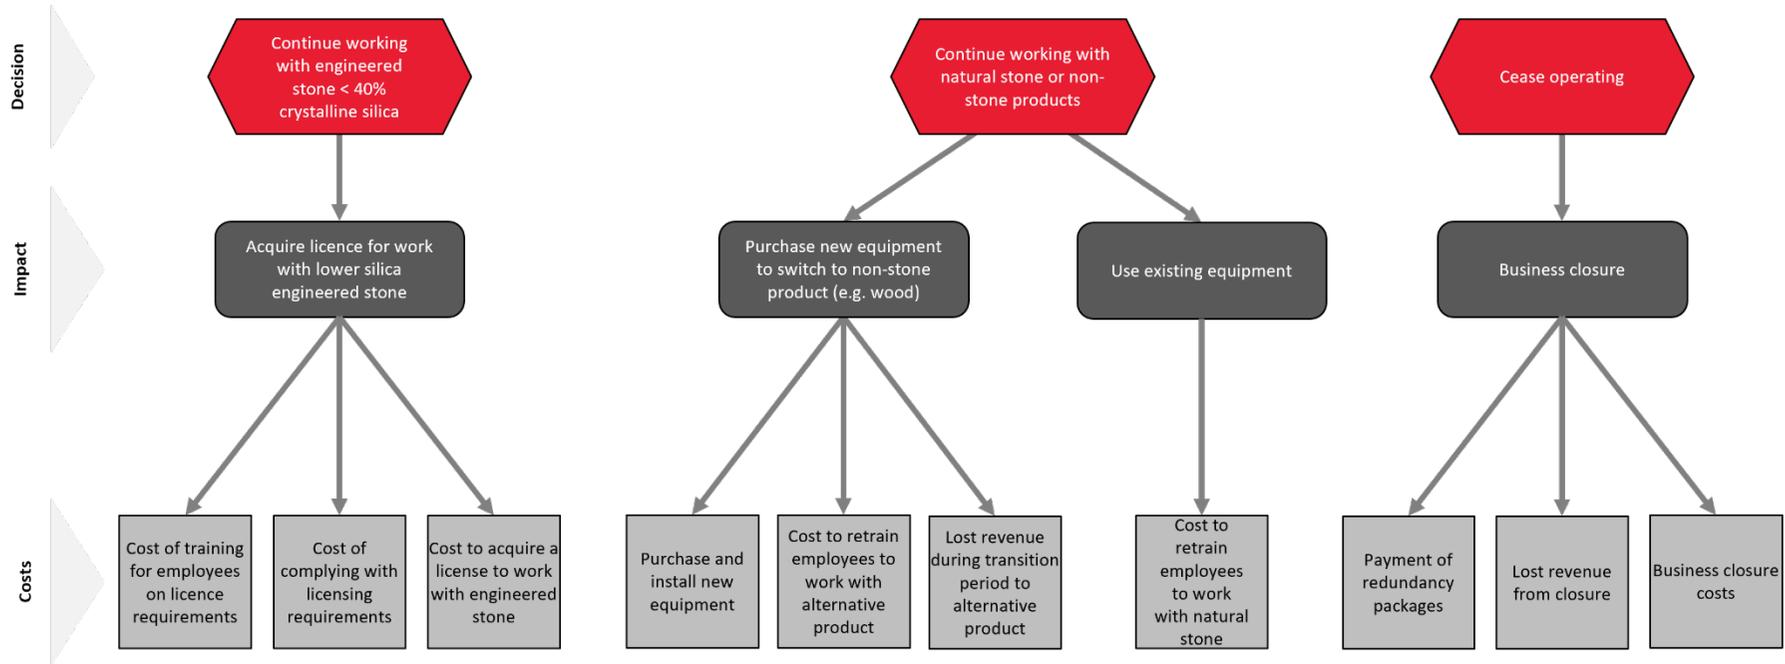 Decision
Continue working
with engineered
stone < 40%
crystalline silica
Continue working with
natural stone or non-
stone products
Cease operating
Impact
Acquire licence for work
with lower silica
engineered stone
Purchase new equipment
to switch to non-stone
product (e.g. wood)
Use existing equipment
Business closure
Costs
Cost of training
for employees
on licence
requirements
Cost of
complying with
licensing
requirements
Cost to acquire a
license to work
with engineered
stone
Purchase and
install new
equipment
Cost to retrain
employees to
work with
alternative
product
Lost revenue
during transition
period to
alternative
product
Cost to
retrain
employees
to work
with natural
stone
Payment of
redundancy
packages
Lost revenue
from closure
Business closure
costs